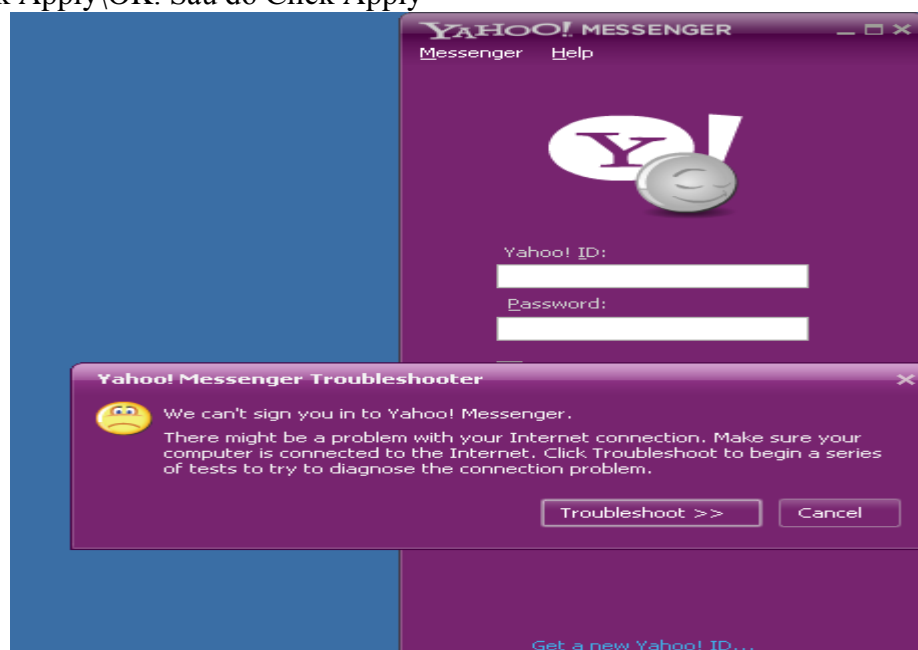 Apply\OK. Sau đó Click Apply
YAHOO! MESSENGER
Messenger Help
Y!
Yahoo! ID:
Password:
Yahoo! Messenger Troubleshooter
We can't sign you in to Yahoo! Messenger.
There might be a problem with your Internet connection. Make sure your
computer is connected to the Internet. Click Troubleshoot to begin a series
of tests to try to diagnose the connection problem.
Troubleshoot >> Cancel
Get a new Yahoo! ID...